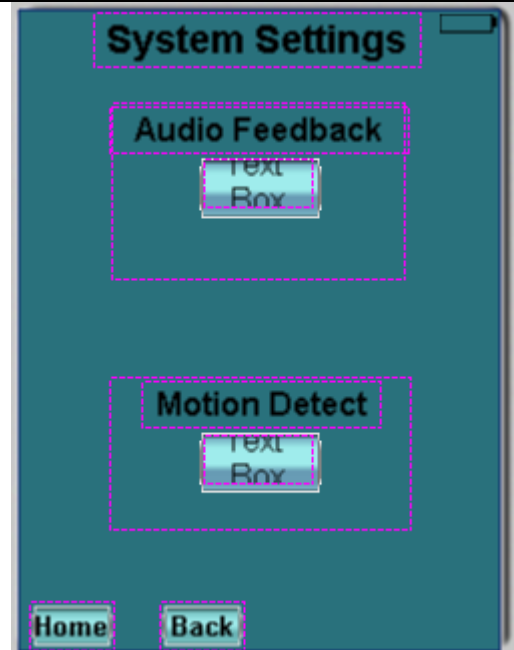 System Settings
Audio Feedback
Text
Box
Motion Detect
Text
Box
Home
Back